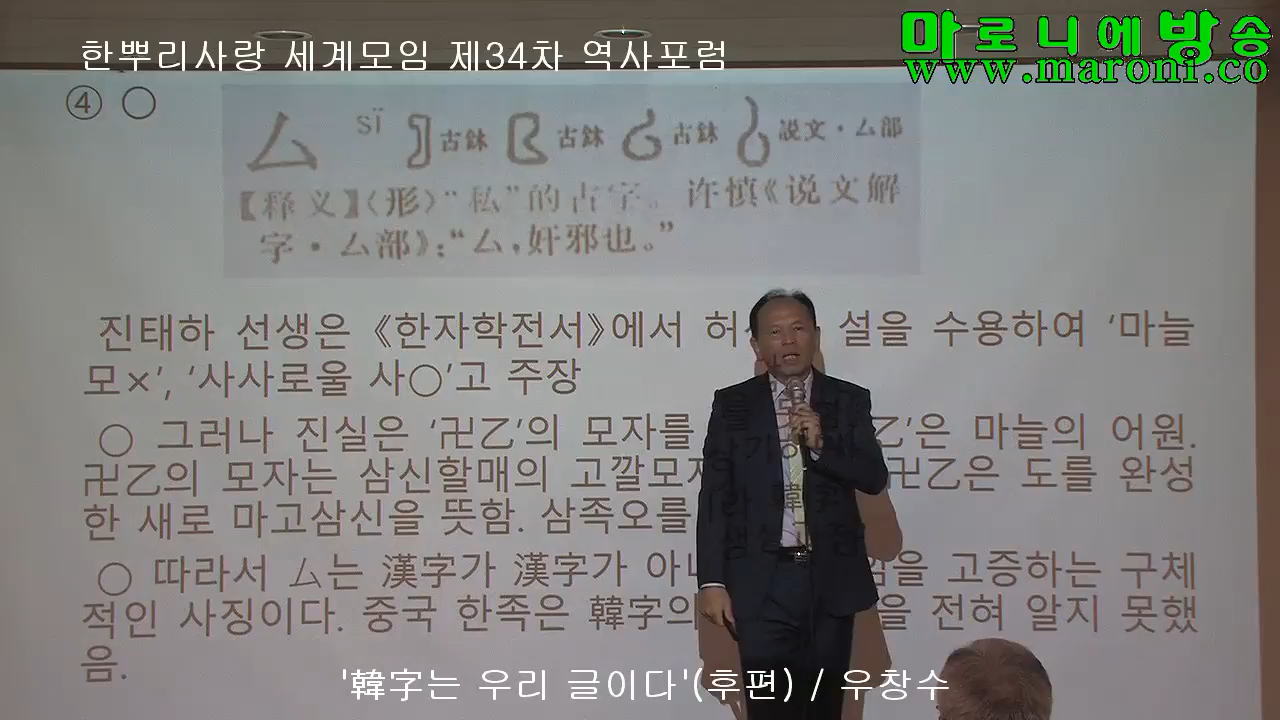 한뿌리사랑 세계모임 제34차 역사포럼
마로니에방송
www.maroni.co
④ ○
厶 sī 古鉥 古鉥 古鉥 説文·厶部
【释义】〈形〉“私”的古字。许慎《说文解
字·厶部》:“厶,奸邪也。”
진태하 선생은 《한자학전서》에서 설을 수용하여 ‘마늘
모×’, ‘사사로울 사○’고 주장
○ 그러나 진실은 ‘卍乙’의 모자를 乙’은 마늘의 어원.
卍乙의 모자는 삼신할매의 고깔모자 卍乙은 도를 완성
한 새로 마고삼신을 뜻함. 삼족오를
○ 따라서 厶는 漢字가 漢字가 고증하는 구체
적인 사징이다. 중국 한족은 韓字의 전혀 알지 못했
음.
'韓字는 우리 글이다'(후편) / 우창수